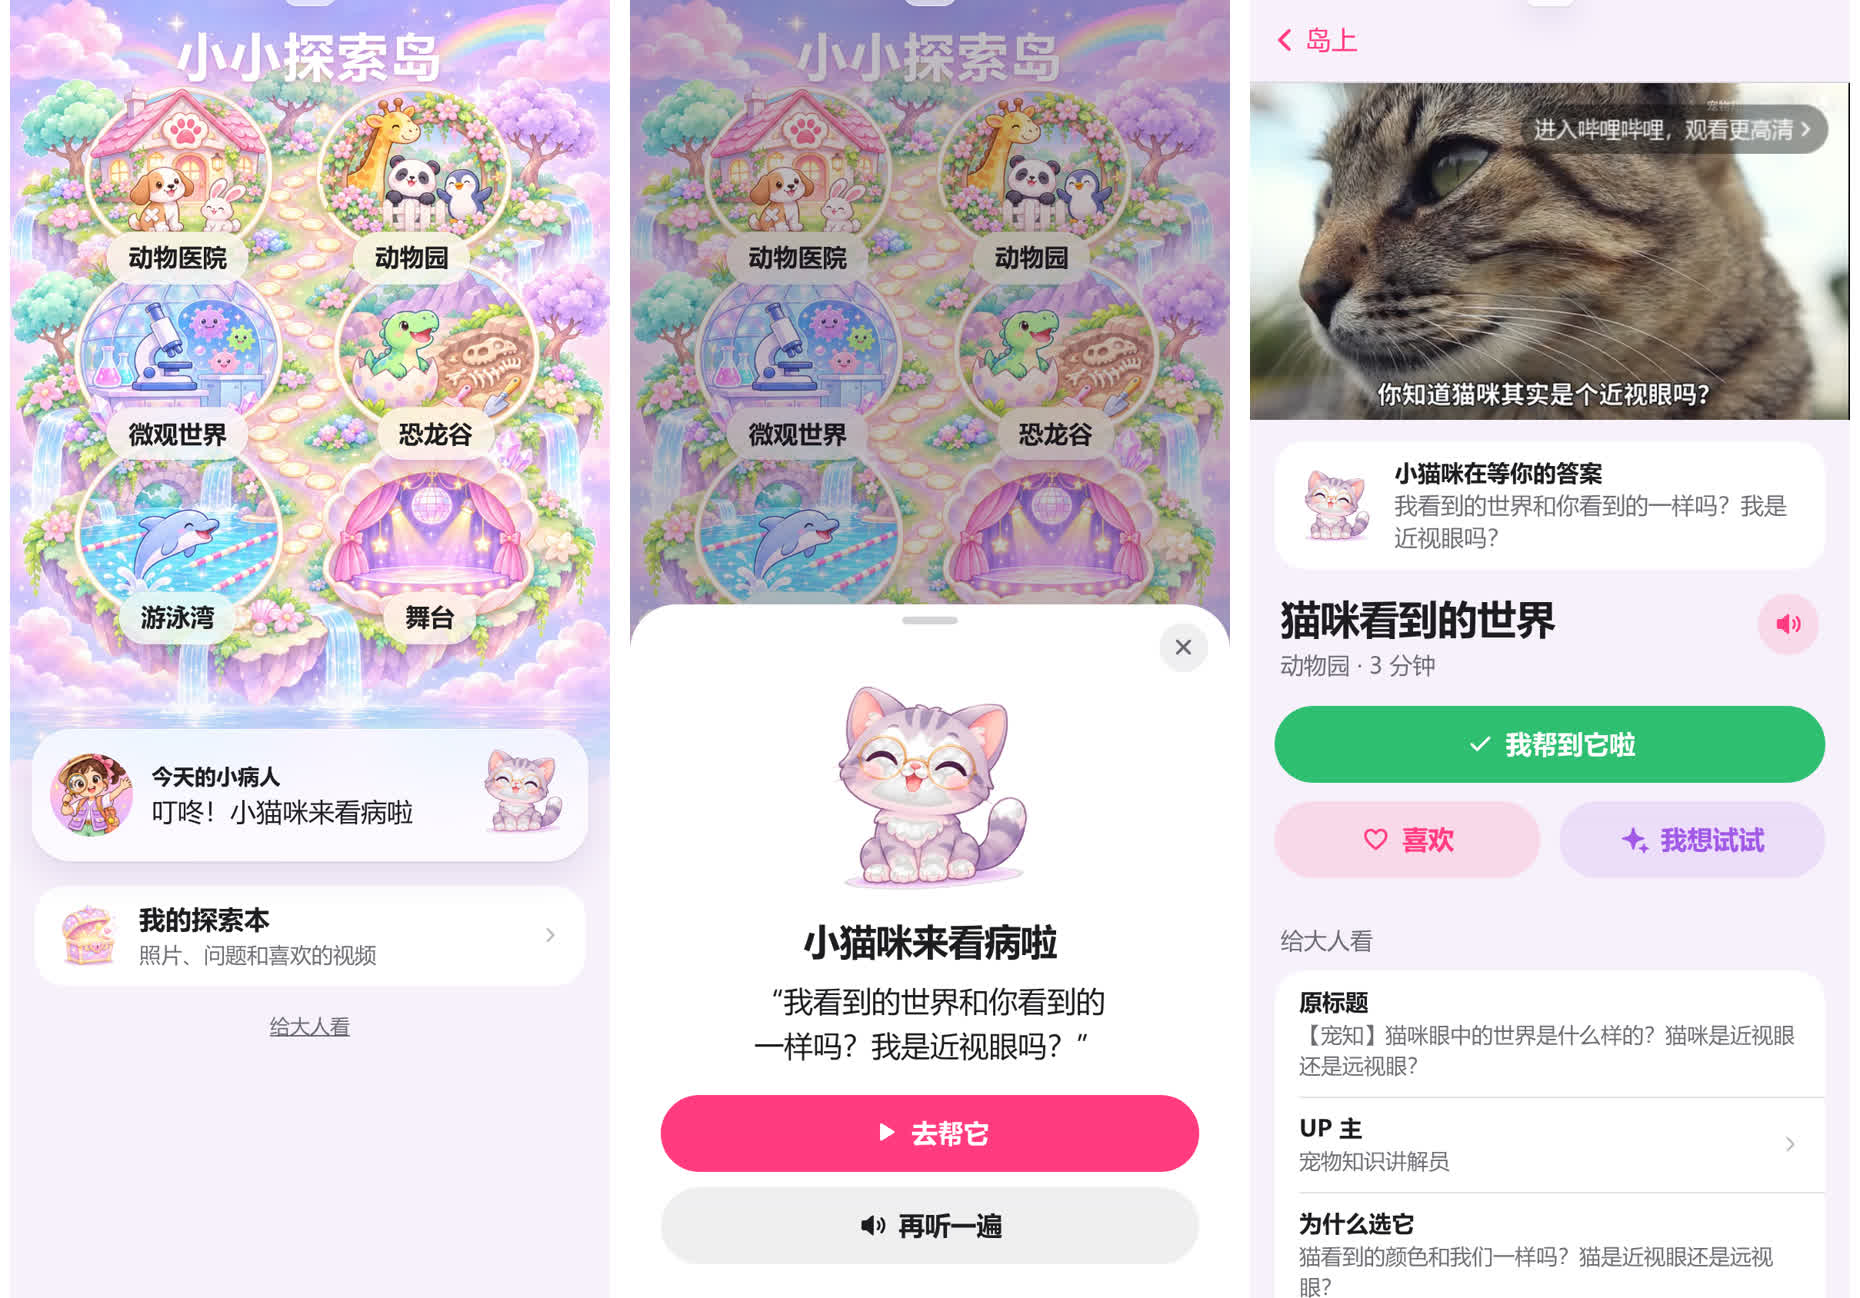 小小探索岛
动物医院
动物园
微观世界
恐龙谷
游泳湾
舞台
今天的小病人
叮咚！小猫咪来看病啦
我的探索本
照片、问题和喜欢的视频
给大人看
小小探索岛
动物医院
动物园
微观世界
恐龙谷
小猫咪来看病啦
“我看到的世界和你看到的
一样吗？我是近视眼吗？”
去帮它
再听一遍
岛上
进入哔哩哔哩，观看更高清
你知道猫咪其实是个近视眼吗?
小猫咪在等你的答案
我看到的世界和你看到的一样吗？我是
近视眼吗？
猫咪看到的世界
动物园 · 3 分钟
我帮到它啦
喜欢
我想试试
给大人看
原标题
【宠知】猫咪眼中的世界是什么样的？猫咪是近视眼
还是远视眼？
UP 主
宠物知识讲解员
为什么选它
猫看到的颜色和我们一样吗？猫是近视眼还是远视
眼？